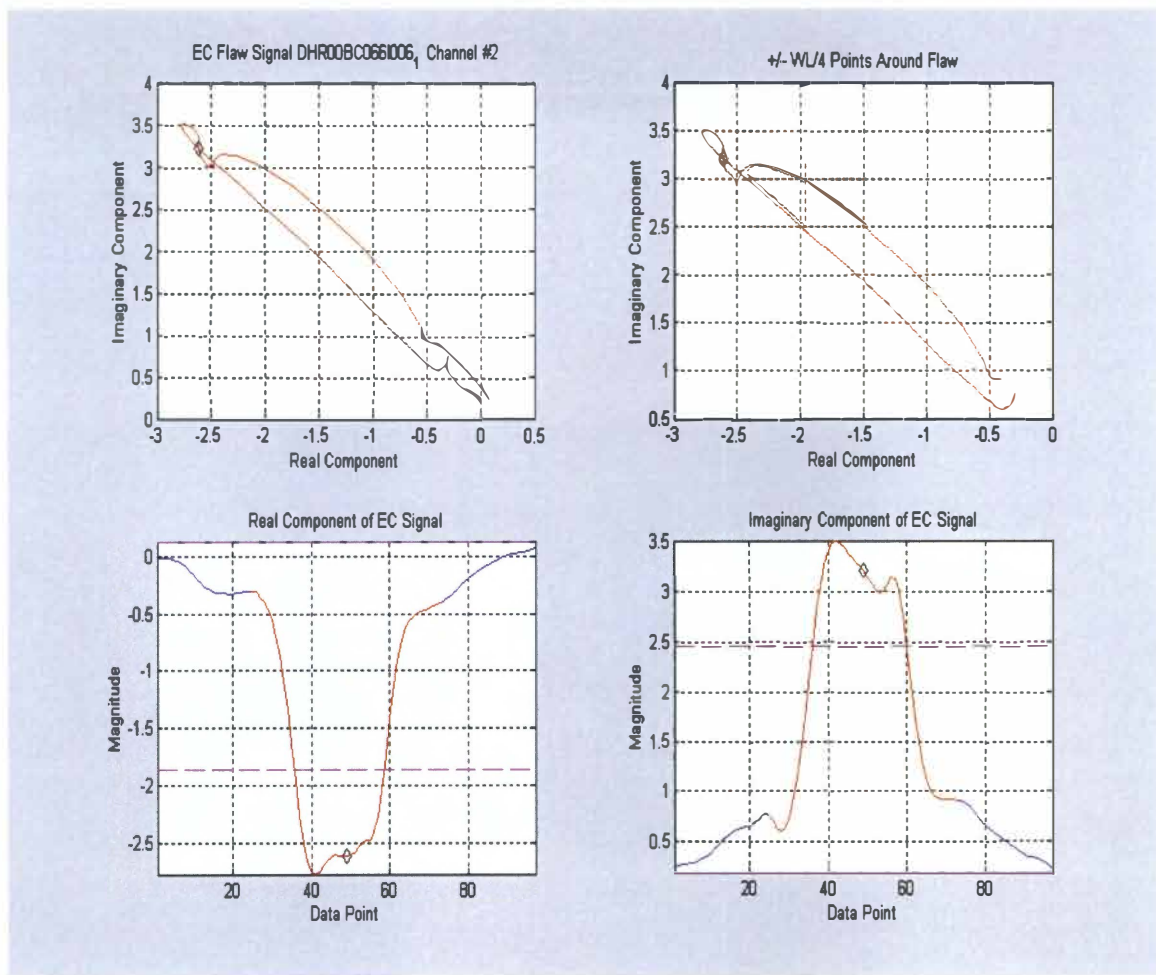 EC Flaw Signal DHR00BC066I006₁ Channel #2
4
3.5
3
2.5
2
1.5
1
0.5
0
Imaginary Component
-3 -2.5 -2 -1.5 -1 -0.5 0 0.5
Real Component
+/- WL/4 Points Around Flaw
4
3.5
3
2.5
2
1.5
1
0.5
Imaginary Component
-3 -2.5 -2 -1.5 -1 -0.5 0
Real Component
Real Component of EC Signal
0
-0.5
-1
-1.5
-2
-2.5
Magnitude
20 40 60 80
Data Point
Imaginary Component of EC Signal
3.5
3
2.5
2
1.5
1
0.5
Magnitude
20 40 60 80
Data Point